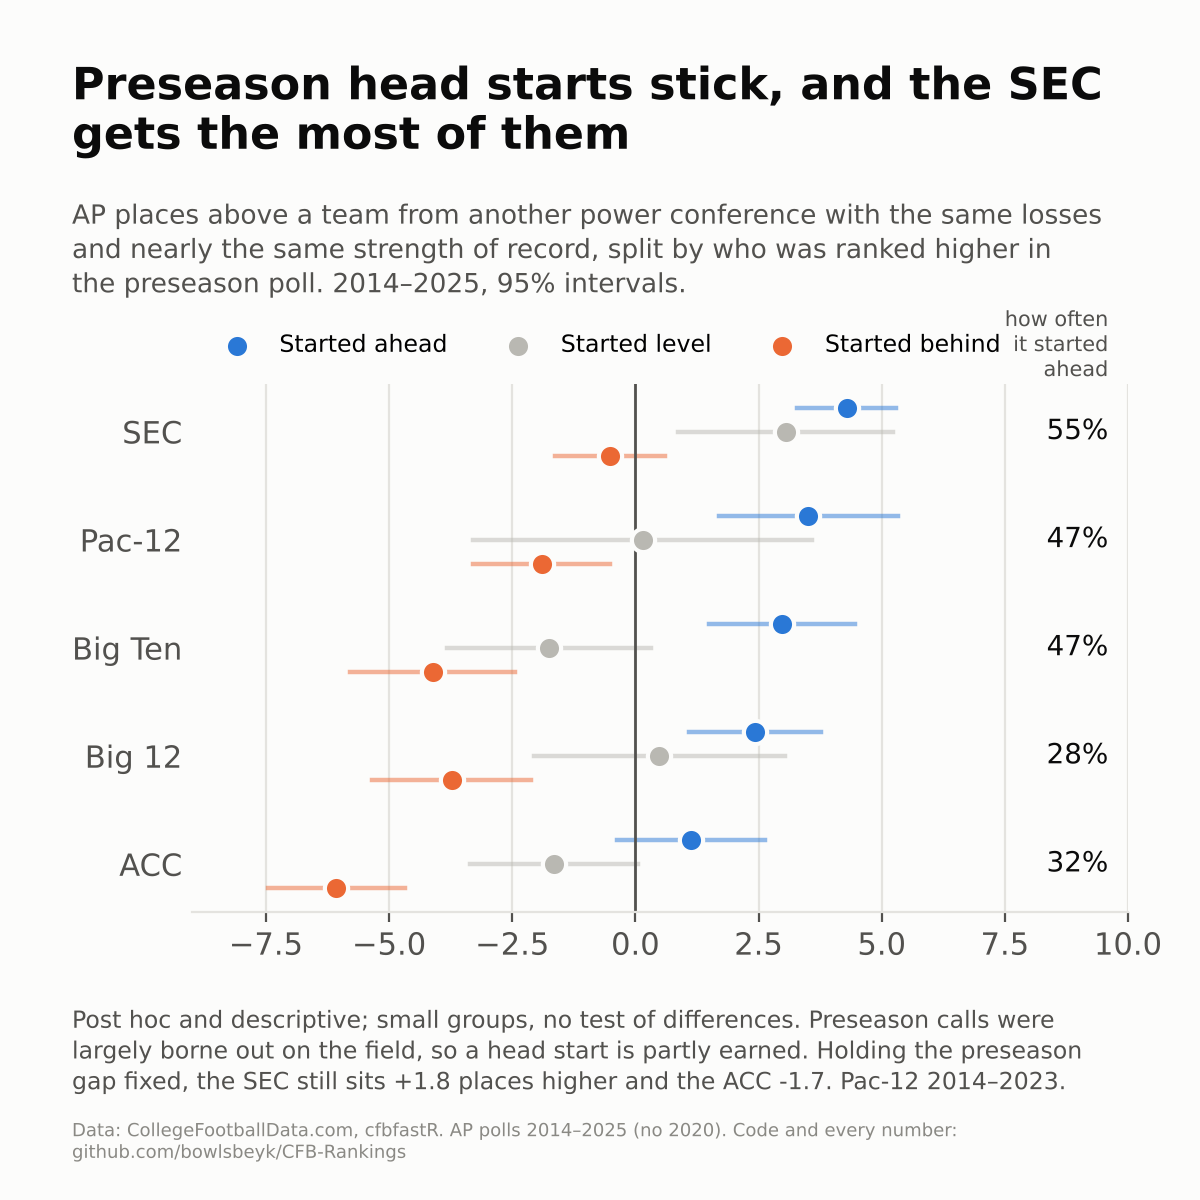 Preseason head starts stick, and the SEC
gets the most of them
AP places above a team from another power conference with the same losses
and nearly the same strength of record, split by who was ranked higher in
the preseason poll. 2014–2025, 95% intervals.
how often
it started
ahead
Started ahead
Started level
Started behind
SEC
55%
Pac-12
47%
Big Ten
47%
Big 12
28%
ACC
32%
−7.5
−5.0
−2.5
0.0
2.5
5.0
7.5
10.0
Post hoc and descriptive; small groups, no test of differences. Preseason calls were
largely borne out on the field, so a head start is partly earned. Holding the preseason
gap fixed, the SEC still sits +1.8 places higher and the ACC -1.7. Pac-12 2014–2023.
Data: CollegeFootballData.com, cfbfastR. AP polls 2014–2025 (no 2020). Code and every number:
github.com/bowlsbeyk/CFB-Rankings